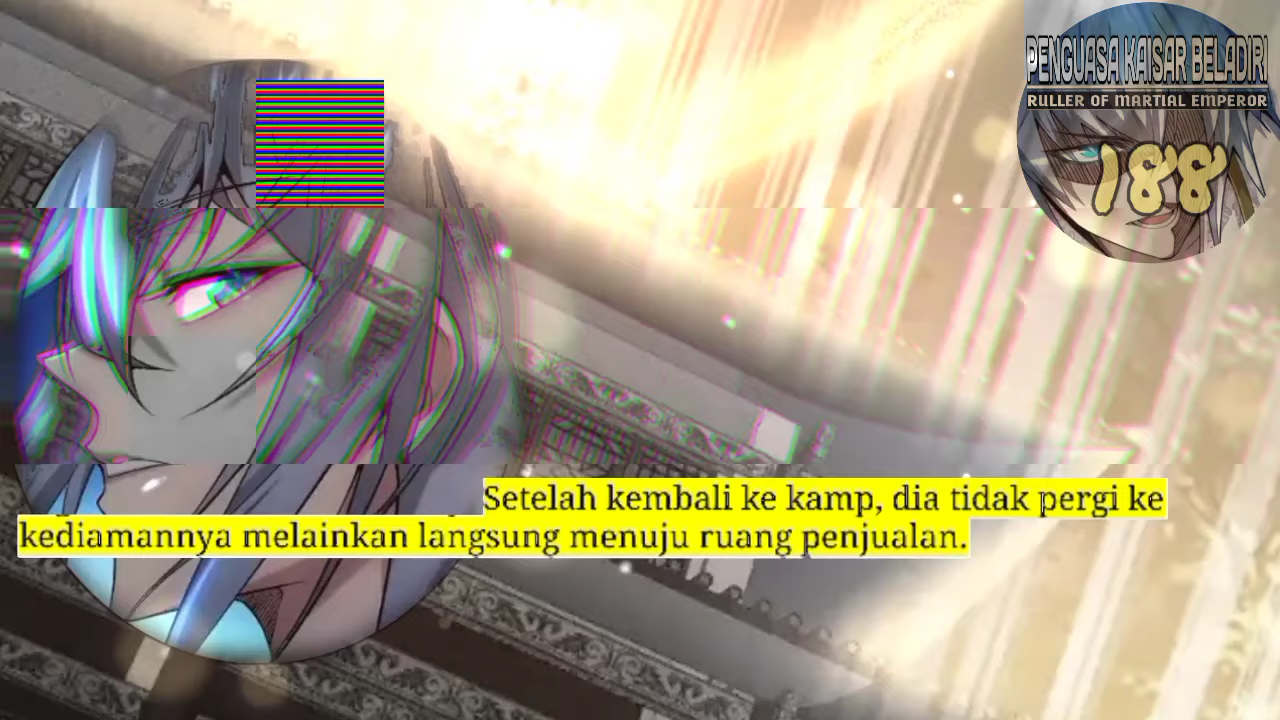 PENGUASA KAISAR BELADIRI
RULLER OF MARTIAL EMPEROR
188
Setelah kembali ke kamp, dia tidak pergi ke
kediamannya melainkan langsung menuju ruang penjualan.